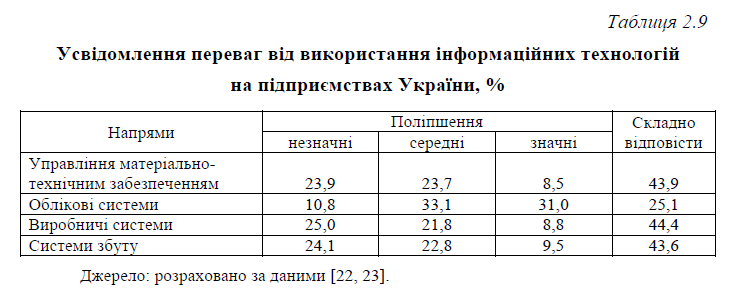 Таблиця 2.9
Усвідомлення переваг від використання інформаційних технологій
на підприємствах України, %
Напрями Поліпшення Складно відповісти
незначні середні значні
Управління матеріально-
технічним забезпеченням 23,9 23,7 8,5 43,9
Облікові системи 10,8 33,1 31,0 25,1
Виробничі системи 25,0 21,8 8,8 44,4
Системи збуту 24,1 22,8 9,5 43,6
Джерело: розраховано за даними [22, 23].